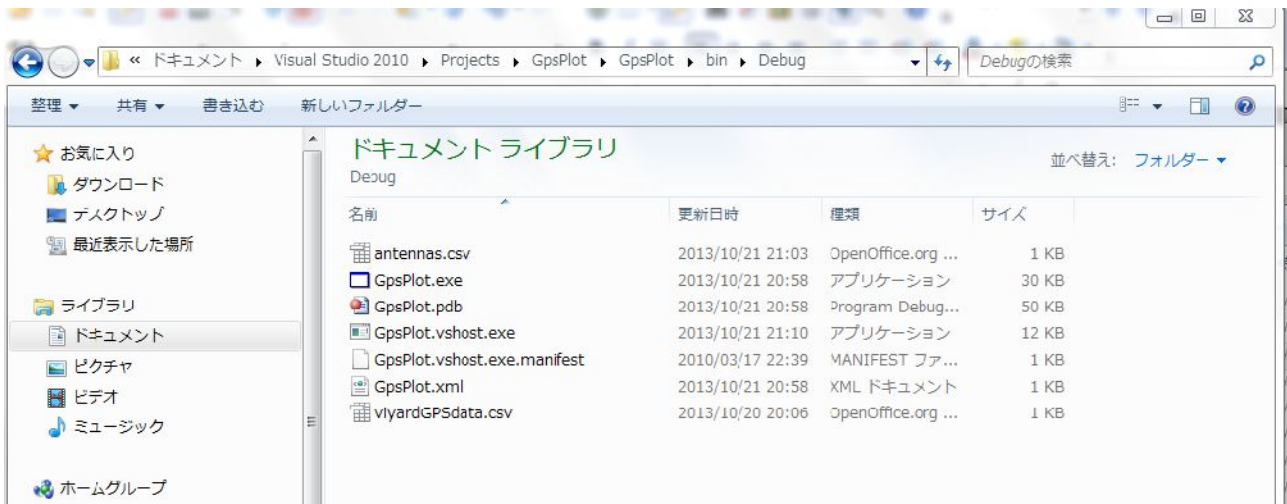 « ドキュメント ▸ Visual Studio 2010 ▸ Projects ▸ GpsPlot ▸ GpsPlot ▸ bin ▸ Debug Debugの検索
整理 共有 書き込む 新しいフォルダー
お気に入り
ダウンロード
デスクトップ
最近表示した場所
ライブラリ
ドキュメント
ピクチャ
ビデオ
ミュージック
ホームグループ
ドキュメント ライブラリ
Debug
並べ替え: フォルダー
名前 更新日時 種類 サイズ
antennas.csv 2013/10/21 21:03 OpenOffice.org ... 1 KB
GpsPlot.exe 2013/10/21 20:58 アプリケーション 30 KB
GpsPlot.pdb 2013/10/21 20:58 Program Debug... 50 KB
GpsPlot.vshost.exe 2013/10/21 21:10 アプリケーション 12 KB
GpsPlot.vshost.exe.manifest 2010/03/17 22:39 MANIFEST ファ... 1 KB
GpsPlot.xml 2013/10/21 20:58 XML ドキュメント 1 KB
vlyardGPSdata.csv 2013/10/20 20:06 OpenOffice.org ... 1 KB